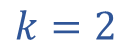 k = 2